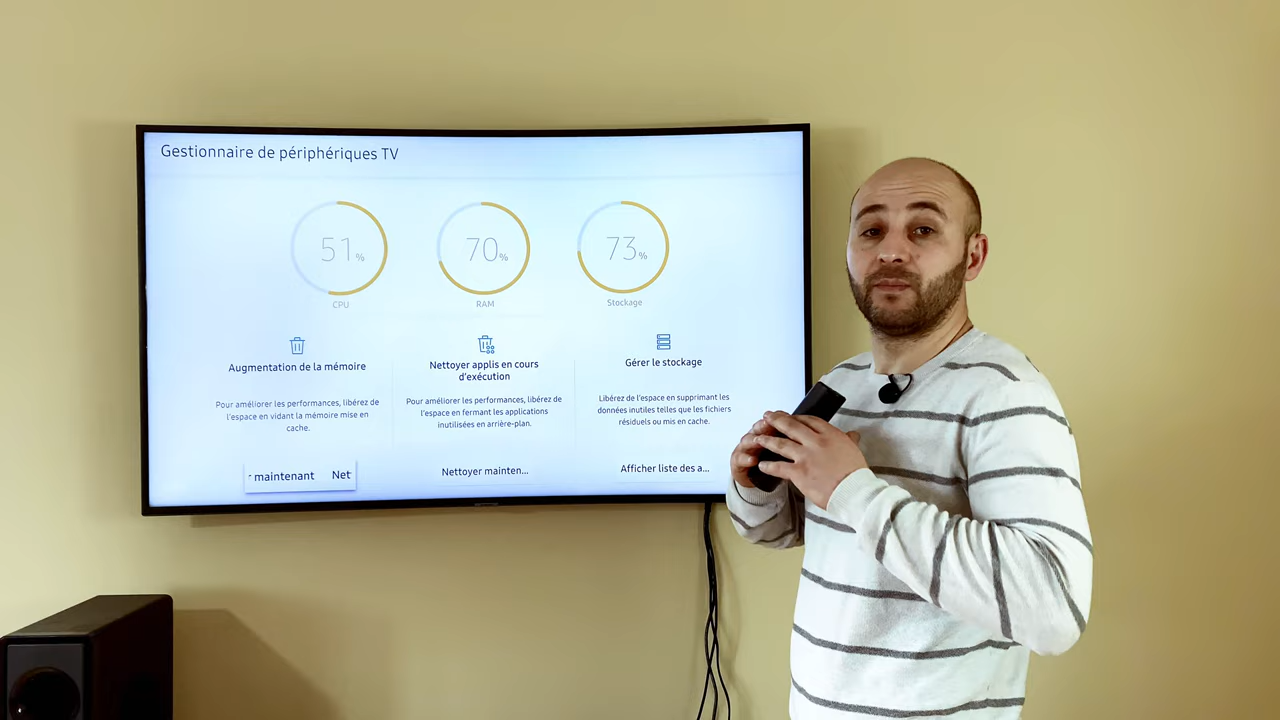 Gestionnaire de périphériques TV
51%
70%
73%
CPU
RAM
Stockage
Augmentation de la mémoire
Pour améliorer les performances, libérez de
l'espace en vidant la mémoire mise en
cache.
maintenant Net
Nettoyer applis en cours
d'exécution
Pour améliorer les performances, libérez de
l'espace en fermant les applications
inutilisées en arrière-plan.
Nettoyer mainten...
Gérer le stockage
Libérez de l'espace en supprimant les
données inutiles telles que les fichiers
résiduels ou mis en cache.
Afficher liste des a...